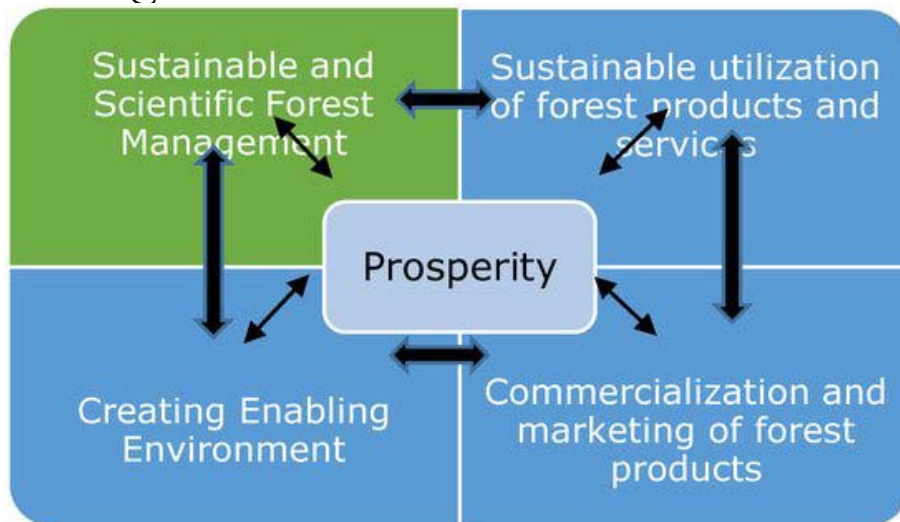 Sustainable and
Scientific Forest
Management
Sustainable utilization
of forest products and
services
Prosperity
Creating Enabling
Environment
Commercialization and
marketing of forest
products